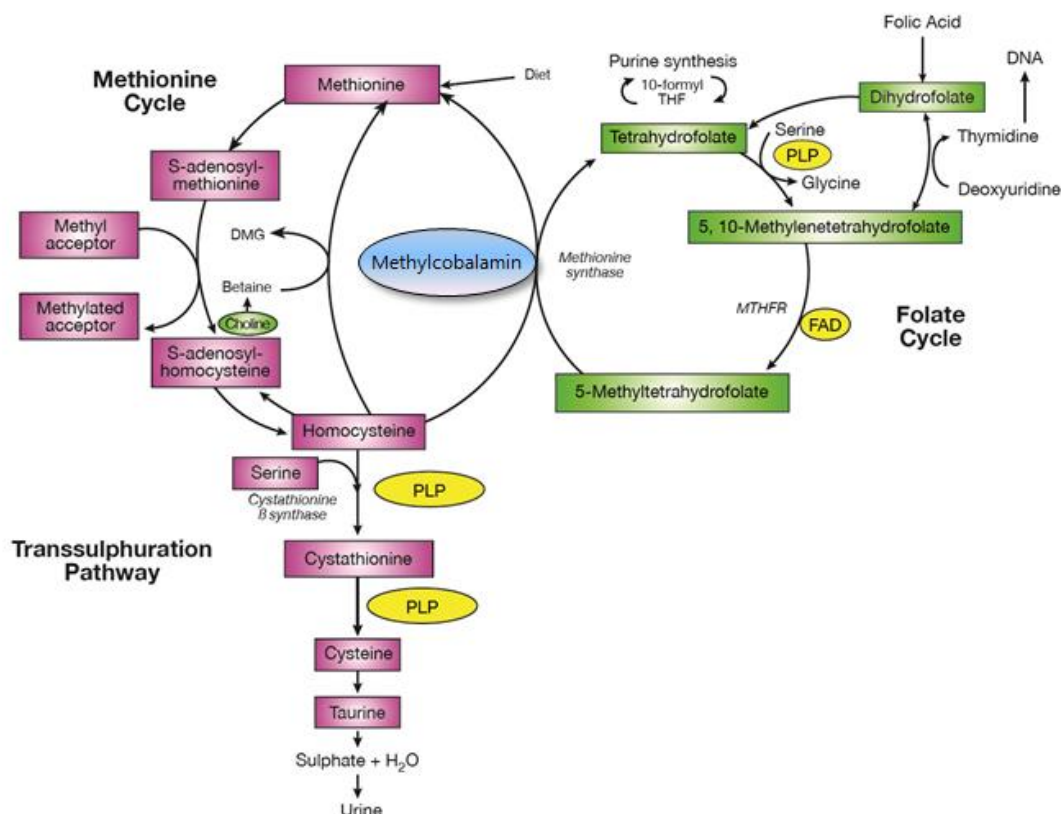 Methionine
Cycle
Methionine
Diet
S-adenosyl-
methionine
Methyl
acceptor
DMG
Betaine
Methylated
acceptor
Choline
S-adenosyl-
homocysteine
Homocysteine
Methylcobalamin
Methionine
synthase
Folic Acid
Purine synthesis
10-formyl
THF
DNA
Dihydrofolate
Tetrahydrofolate
Serine
PLP
Glycine
Thymidine
Deoxyuridine
5, 10-Methylenetetrahydrofolate
MTHFR
FAD
Folate
Cycle
5-Methyltetrahydrofolate
Serine
Cystathionine
ß synthase
PLP
Transsulphuration
Pathway
Cystathionine
PLP
Cysteine
Taurine
Sulphate + H₂O
Urine